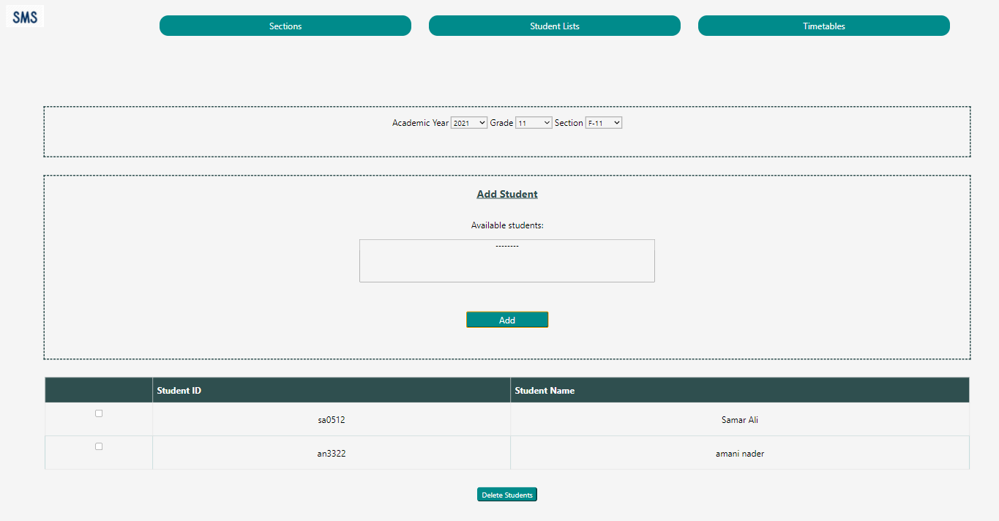 SMS
Sections Student Lists Timetables
Academic Year 2021 Grade 11 Section F-11
Add Student
Available students:
--------
Add
Student ID Student Name
sa0512 Samar Ali
an3322 amani nader
Delete Students